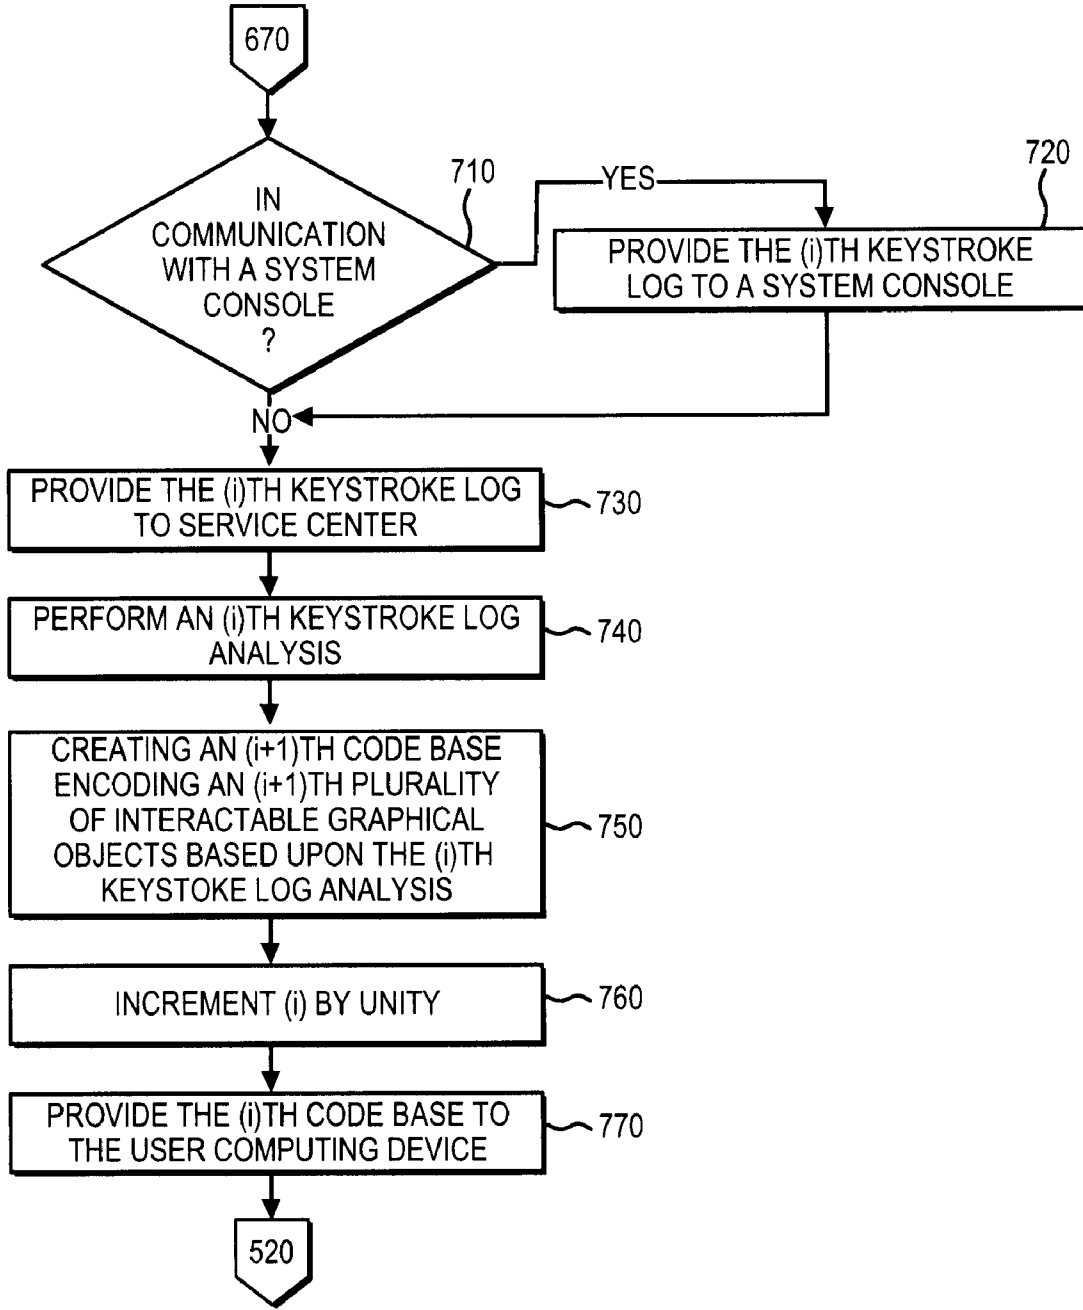 670
IN
COMMUNICATION
WITH A SYSTEM
CONSOLE
?
710
YES
720
PROVIDE THE (i)TH KEYSTROKE
LOG TO A SYSTEM CONSOLE
NO
PROVIDE THE (i)TH KEYSTROKE LOG
TO SERVICE CENTER
730
PERFORM AN (i)TH KEYSTROKE LOG
ANALYSIS
740
CREATING AN (i+1)TH CODE BASE
ENCODING AN (i+1)TH PLURALITY
OF INTERACTABLE GRAPHICAL
OBJECTS BASED UPON THE (i)TH
KEYSTOKE LOG ANALYSIS
750
INCREMENT (i) BY UNITY
760
PROVIDE THE (i)TH CODE BASE TO
THE USER COMPUTING DEVICE
770
520